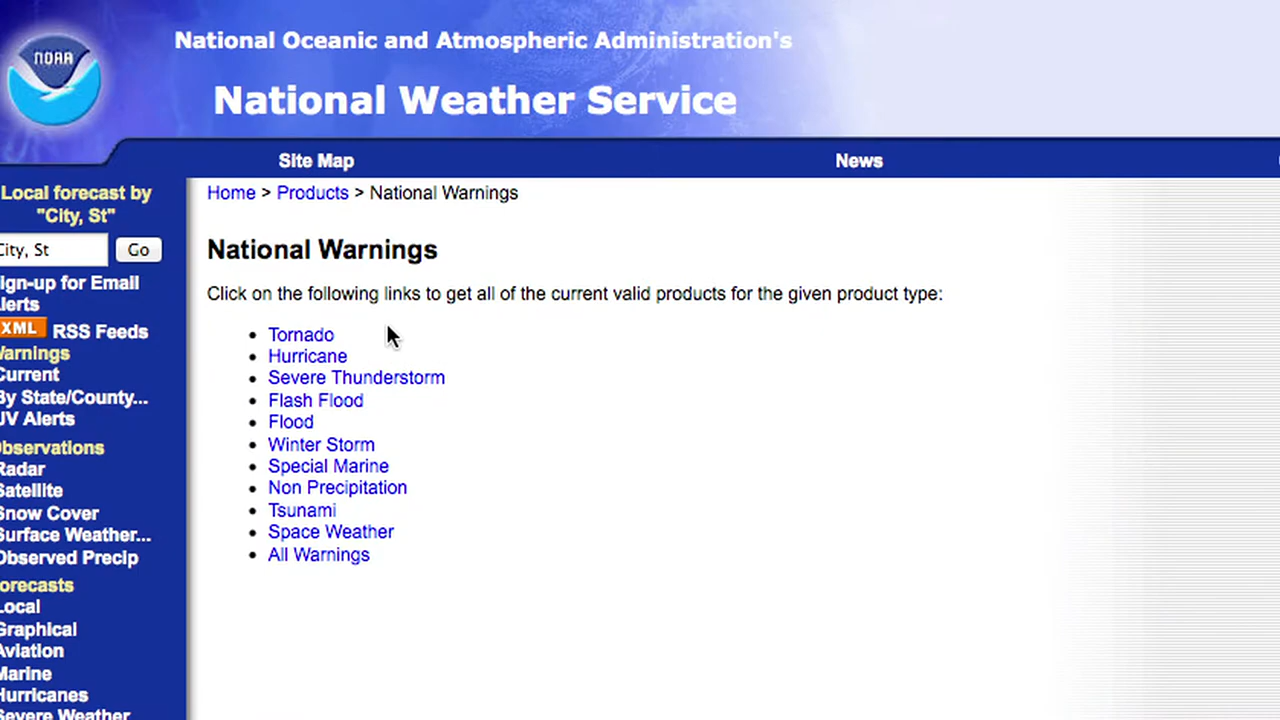 NOAA
National Oceanic and Atmospheric Administration's
National Weather Service
Site Map
News
Local forecast by
"City, St"
City, St
Go
ign-up for Email
lerts
XML RSS Feeds
Warnings
Current
By State/County...
UV Alerts
Observations
Radar
Satellite
Snow Cover
Surface Weather...
Observed Precip
Forecasts
Local
Graphical
Aviation
Marine
Hurricanes
Severe Weather
Home > Products > National Warnings
National Warnings
Click on the following links to get all of the current valid products for the given product type:
• Tornado
• Hurricane
• Severe Thunderstorm
• Flash Flood
• Flood
• Winter Storm
• Special Marine
• Non Precipitation
• Tsunami
• Space Weather
• All Warnings